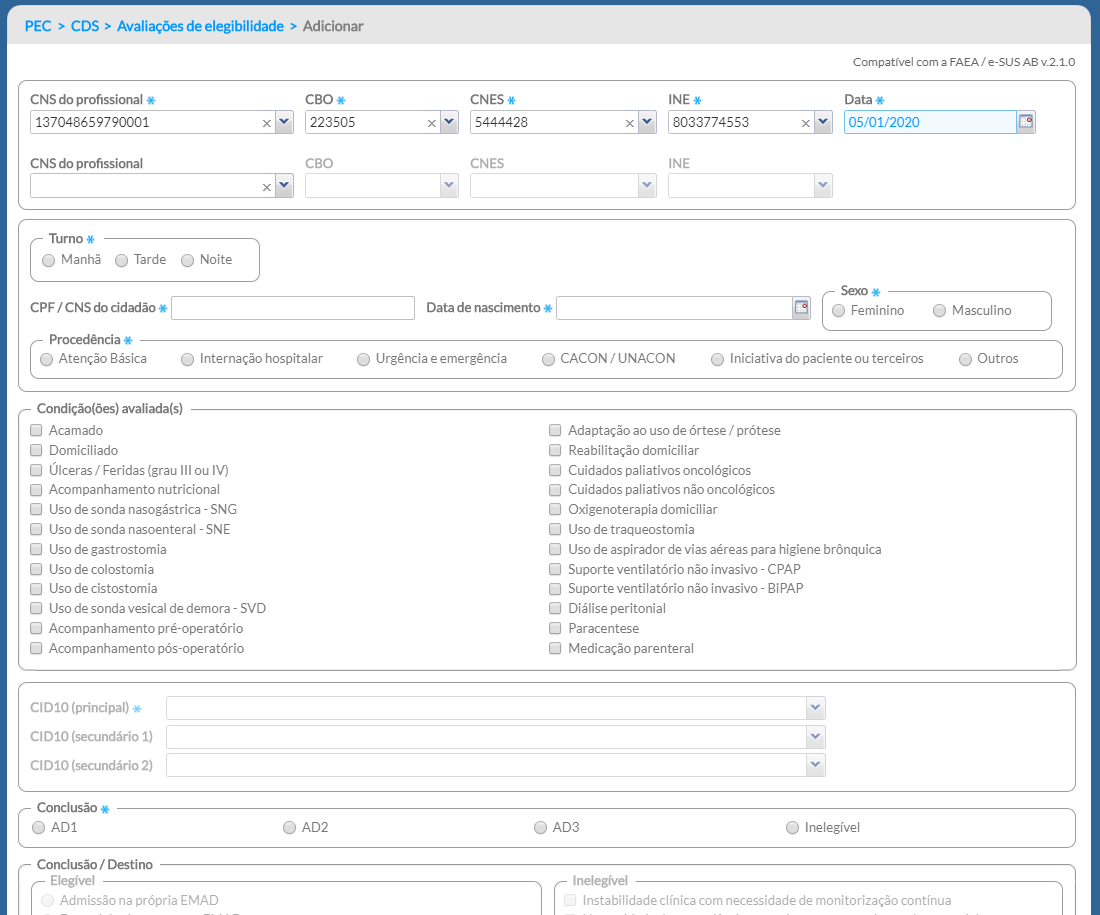 PEC > CDS > Avaliações de elegibilidade > Adicionar
Compatível com a FAEA / e-SUS AB v.2.1.0
CNS do profissional * CBO * CNES * INE * Data *
137048659790001 × 223505 × 5444428 × 8033774553 × 05/01/2020
CNS do profissional CBO CNES INE
×
Turno *
Manhã Tarde Noite
CPF / CNS do cidadão * Data de nascimento * Sexo *
Feminino Masculino
Procedência *
Atenção Básica Internação hospitalar Urgência e emergência CACON / UNACON Iniciativa do paciente ou terceiros Outros
Condição(ões) avaliada(s)
Acamado Adaptação ao uso de órtese / prótese
Domiciliado Reabilitação domiciliar
Úlceras / Feridas (grau III ou IV) Cuidados paliativos oncológicos
Acompanhamento nutricional Cuidados paliativos não oncológicos
Uso de sonda nasogástrica - SNG Oxigenoterapia domiciliar
Uso de sonda nasoenteral - SNE Uso de traqueostomia
Uso de gastrostomia Uso de aspirador de vias aéreas para higiene brônquica
Uso de colostomia Suporte ventilatório não invasivo - CPAP
Uso de cistostomia Suporte ventilatório não invasivo - BiPAP
Uso de sonda vesical de demora - SVD Diálise peritonial
Acompanhamento pré-operatório Paracentese
Acompanhamento pós-operatório Medicação parenteral
CID10 (principal) *
CID10 (secundário 1)
CID10 (secundário 2)
Conclusão *
AD1 AD2 AD3 Inelegível
Conclusão / Destino
Elegível Inelegível
Admissão na própria EMAD Instabilidade clínica com necessidade de monitorização contínua